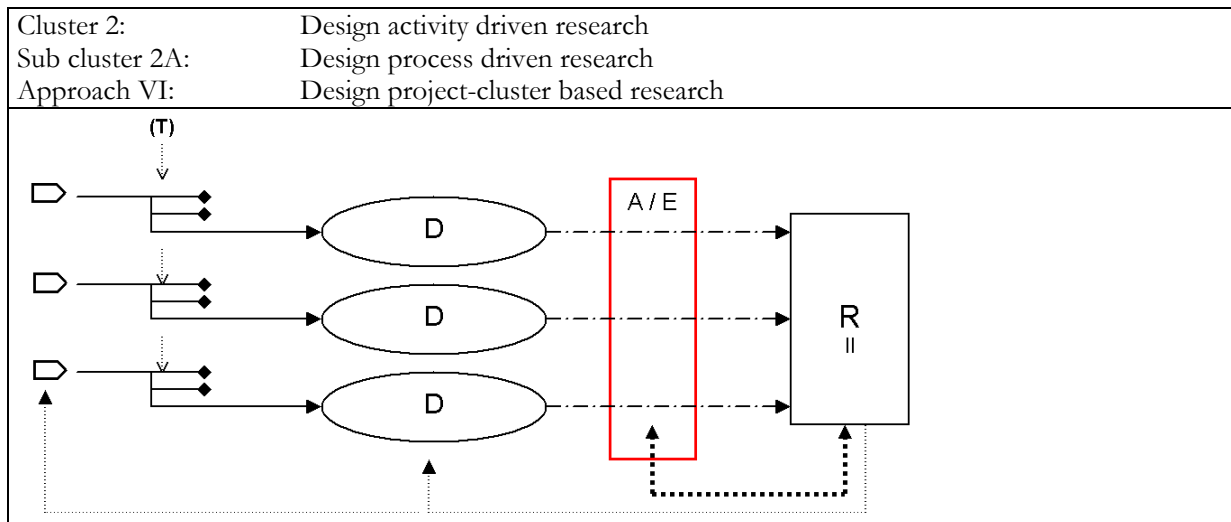 Cluster 2: Design activity driven research
Sub cluster 2A: Design process driven research
Approach VI: Design project-cluster based research
(T)
A / E
D
D
D
R
II